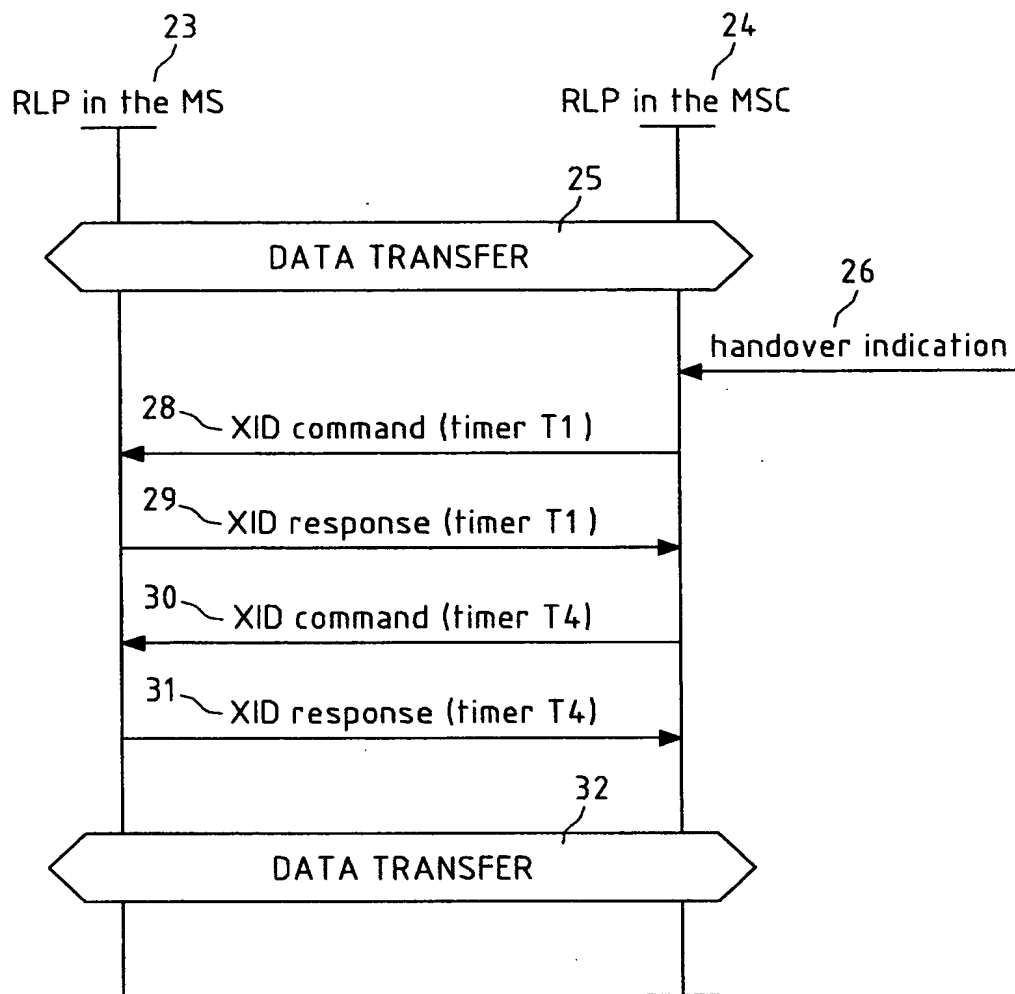 23
24
RLP in the MS
RLP in the MSC
25
DATA TRANSFER
26
handover indication
28 XID command (timer T1)
29 XID response (timer T1)
30 XID command (timer T4)
31 XID response (timer T4)
32
DATA TRANSFER